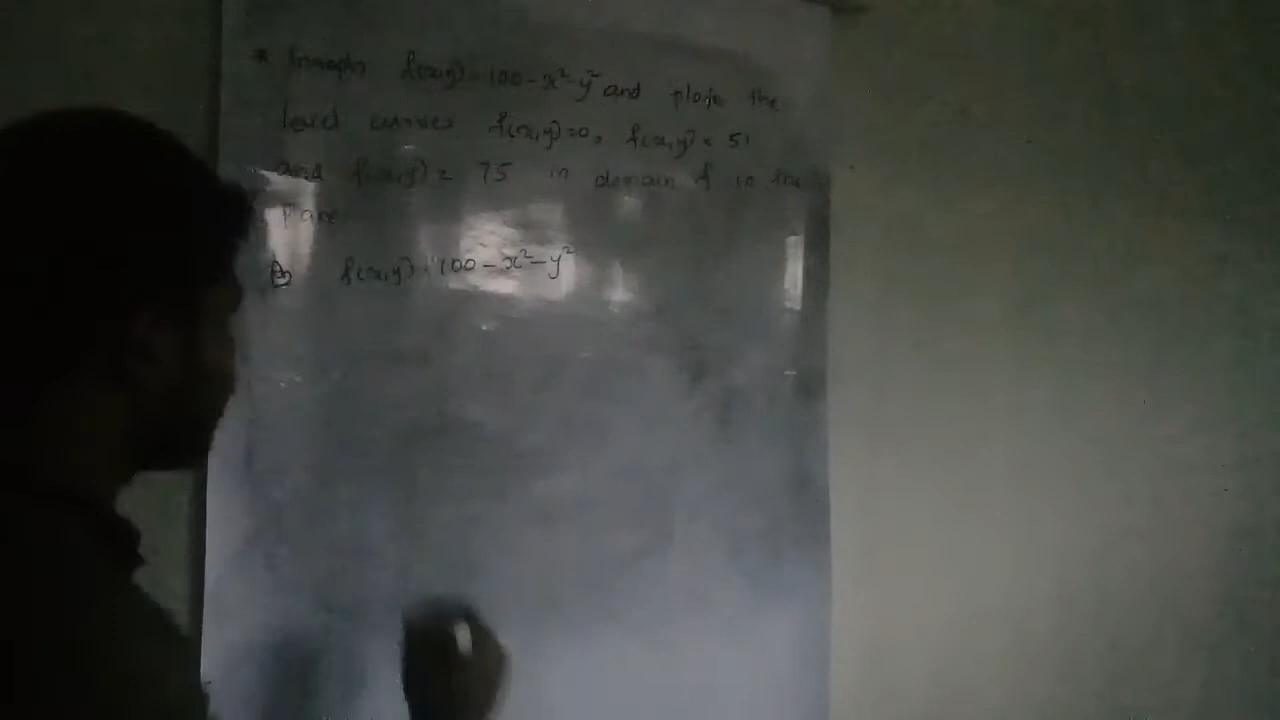 * Graph f(x,y) = 100 - x² - y² and plot the
level curves f(x,y) = 0, f(x,y) = 51
and f(x,y) = 75 in domain f in the
Plane
f(x,y) = 100 - x² - y²